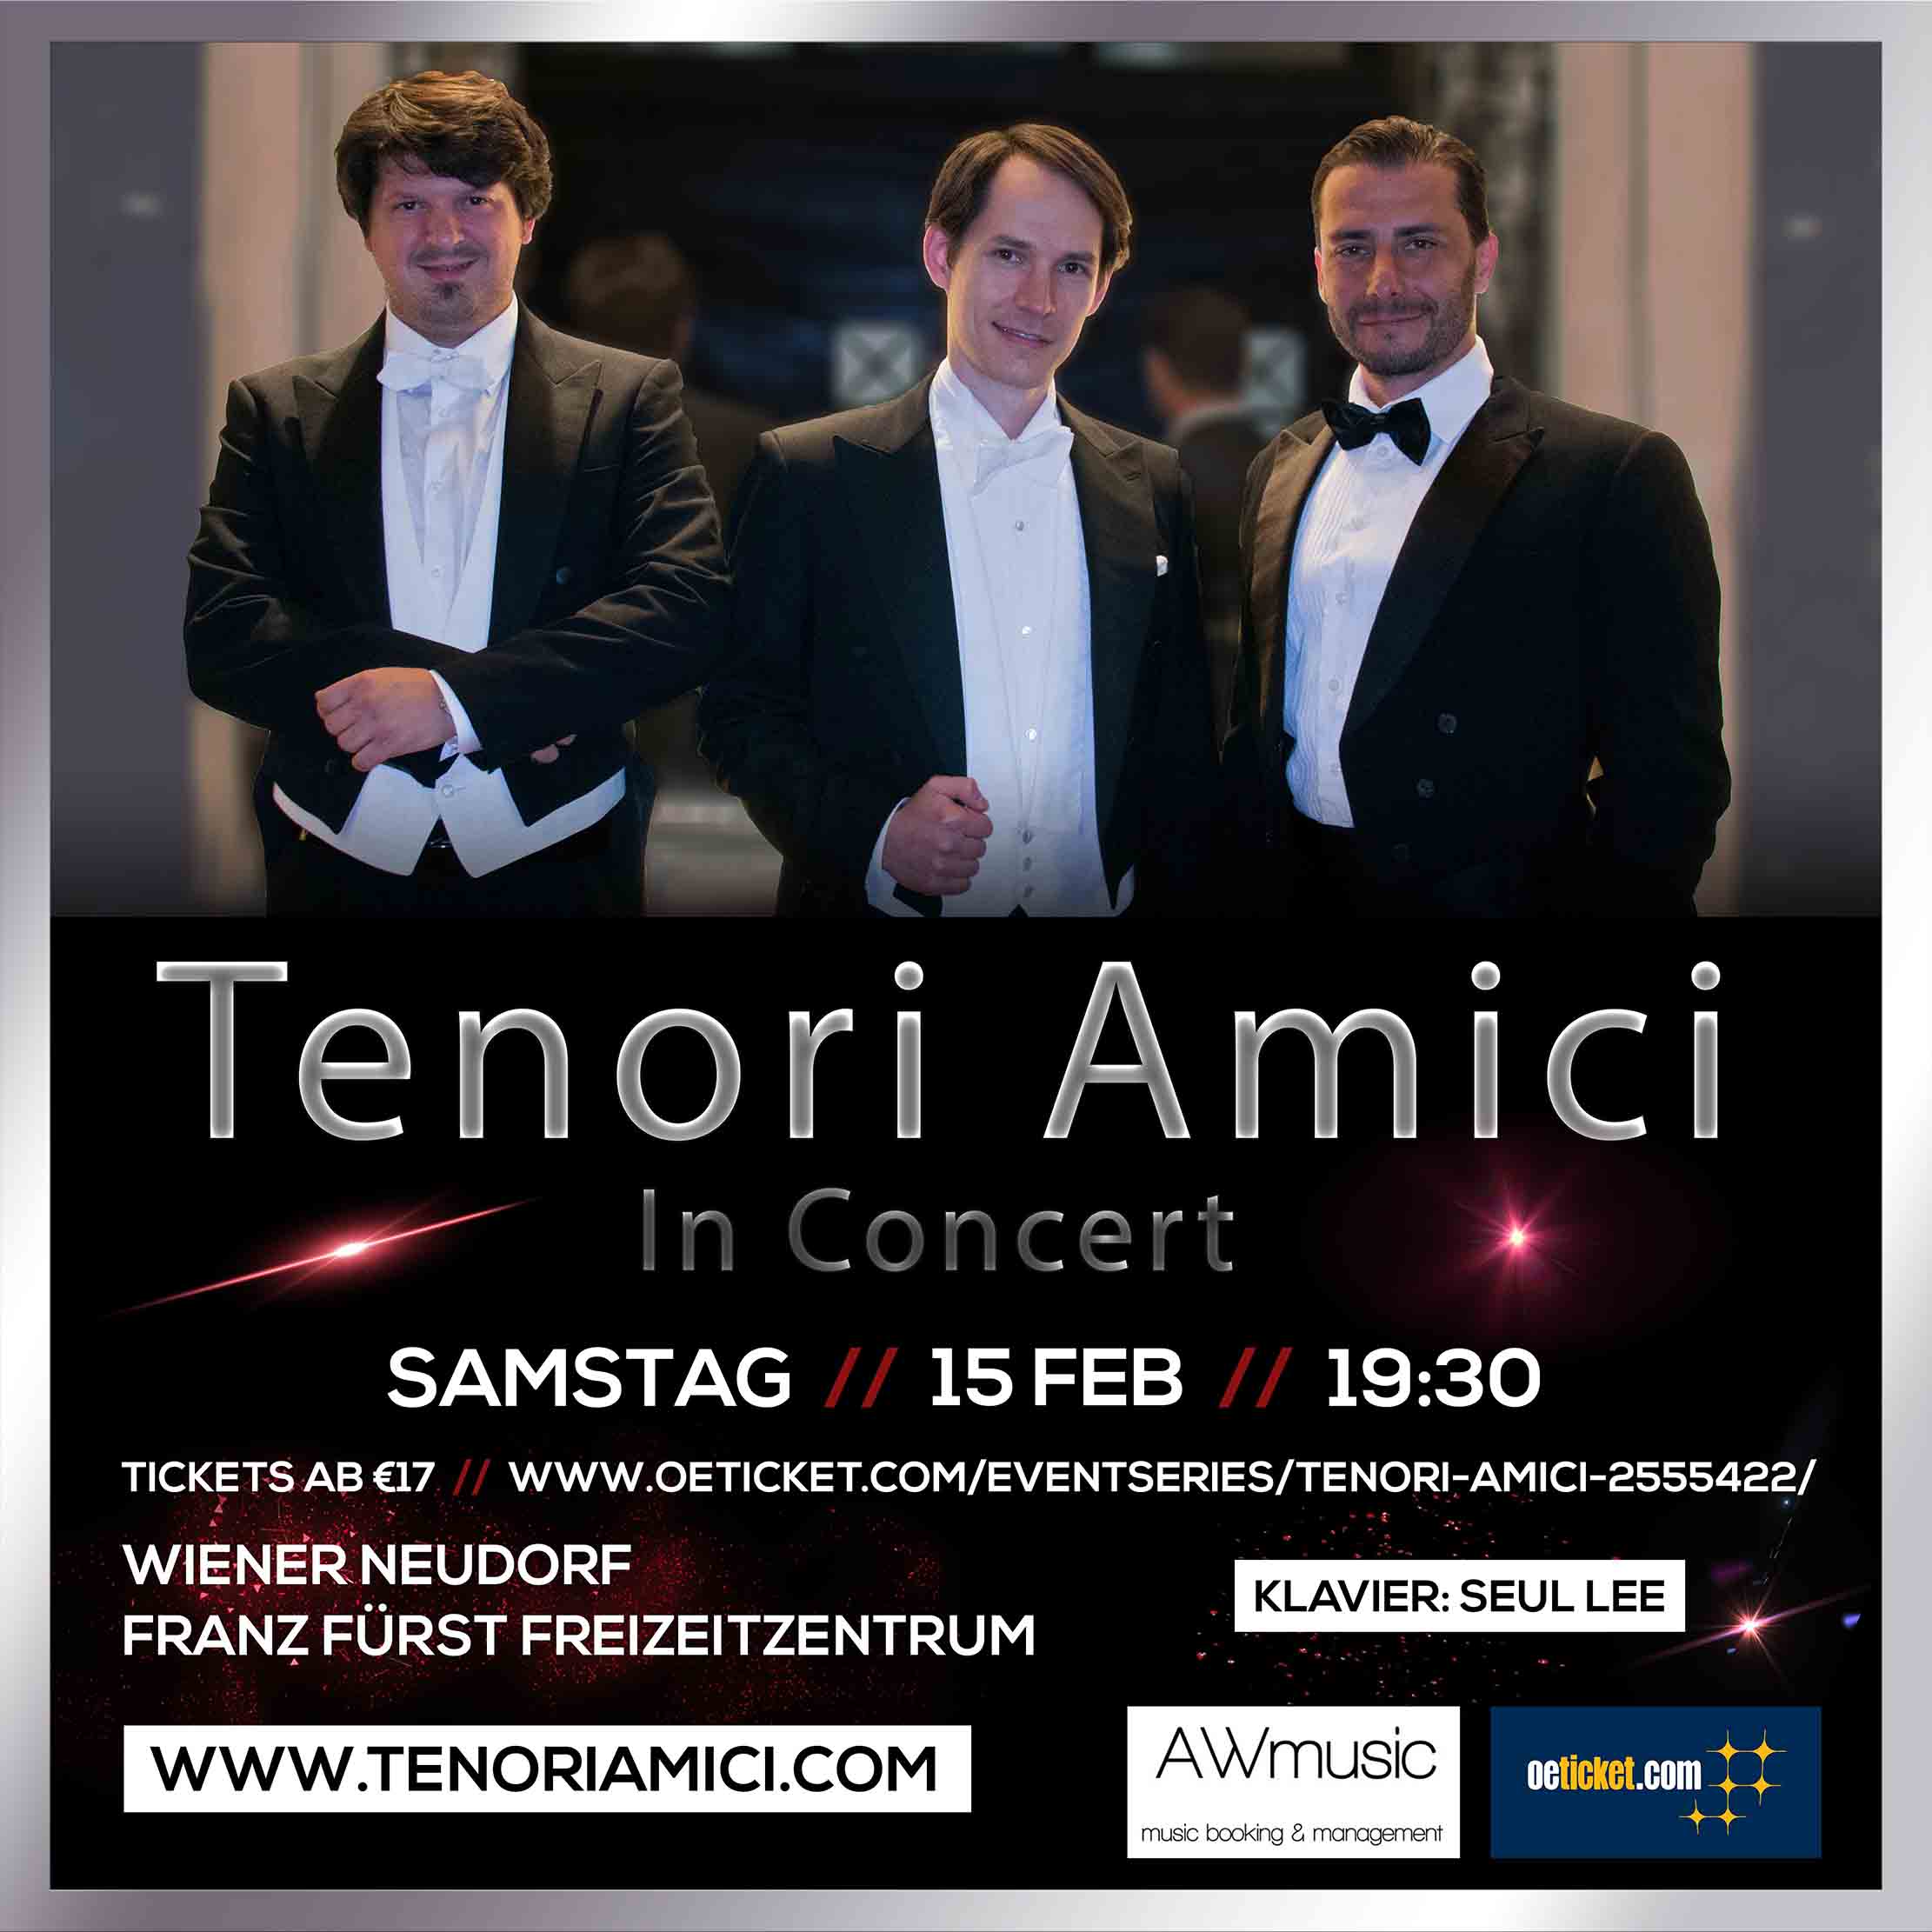 Tenori Amici
In Concert
SAMSTAG // 15 FEB // 19:30
TICKETS AB €17 // WWW.OETICKET.COM/EVENTSERIES/TENORI-AMICI-2555422/
WIENER NEUDORF
FRANZ FÜRST FREIZEITZENTRUM
KLAVIER: SEUL LEE
WWW.TENORIAMICI.COM
AWmusic
music booking & management
oeticket.com